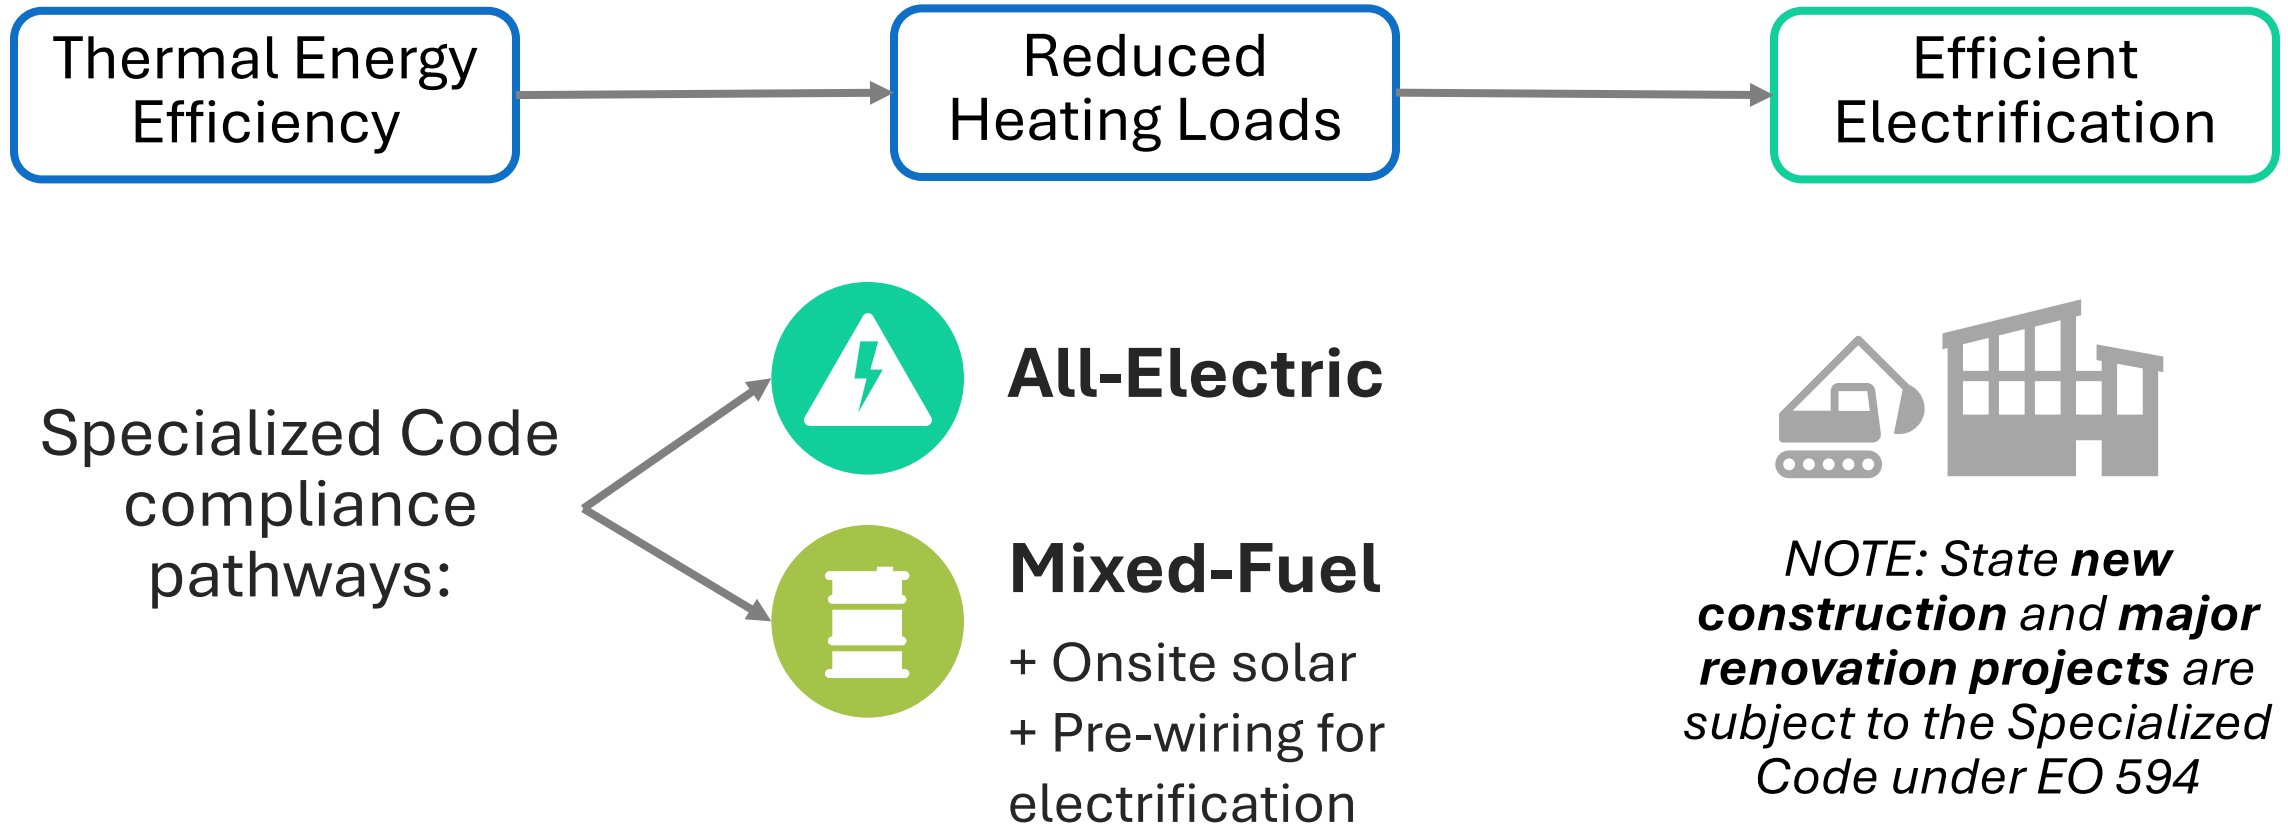 Thermal Energy
Efficiency
Reduced
Heating Loads
Efficient
Electrification
Specialized Code
compliance
pathways:
All-Electric
Mixed-Fuel
+ Onsite solar
+ Pre-wiring for
electrification
NOTE: State new
construction and major
renovation projects are
subject to the Specialized
Code under EO 594